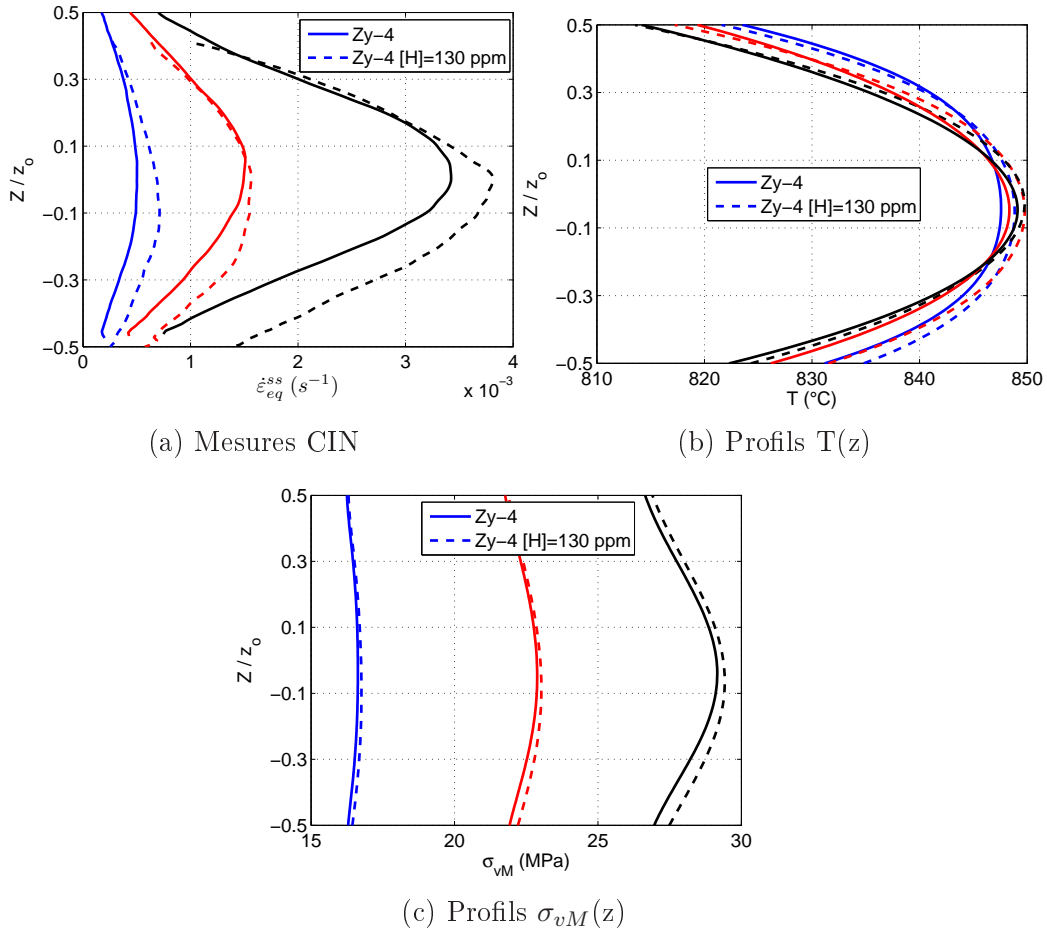 0.5
0.3
0.1
−0.1
−0.3
−0.5
Z / z_o
0
1
2
3
4
x 10⁻³
ε̇_eq^ss (s⁻¹)
Zy−4
Zy−4 [H]=130 ppm
(a) Mesures CIN
0.5
0.3
0.1
−0.1
−0.3
−0.5
Z / z_o
810
820
830
840
850
T (°C)
Zy−4
Zy−4 [H]=130 ppm
(b) Profils T(z)
0.5
0.3
0.1
−0.1
−0.3
−0.5
Z / z_o
15
20
25
30
σ_vM (MPa)
Zy−4
Zy−4 [H]=130 ppm
(c) Profils σ_vM(z)